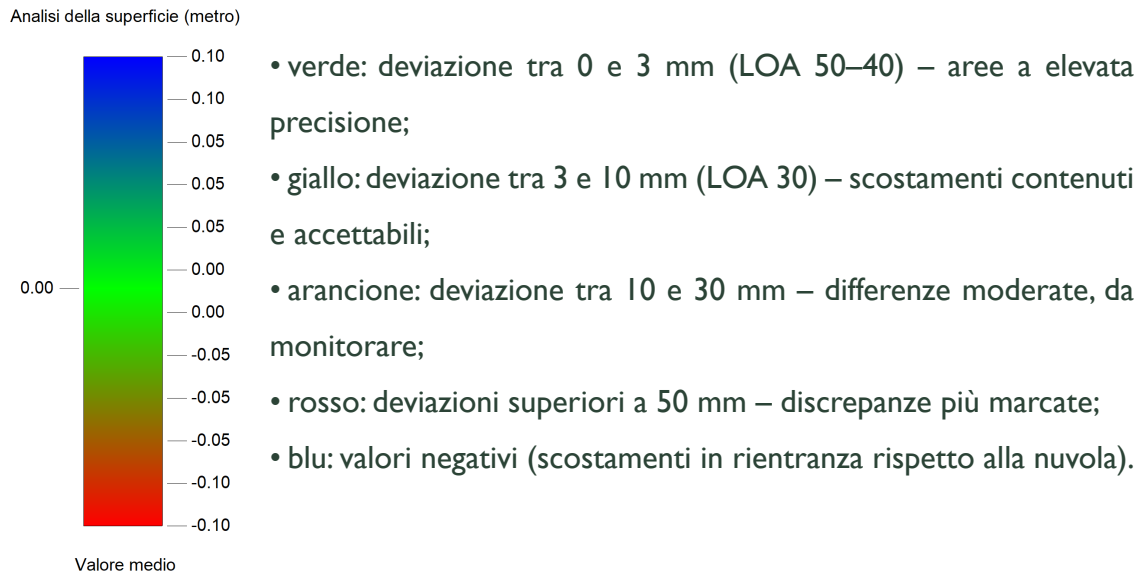 Analisi della superficie (metro)
0.10
0.10
0.05
0.05
0.05
0.00
0.00
0.00
-0.05
-0.05
-0.05
-0.10
-0.10
Valore medio
• verde: deviazione tra 0 e 3 mm (LOA 50–40) – aree a elevata
precisione;
• giallo: deviazione tra 3 e 10 mm (LOA 30) – scostamenti contenuti
e accettabili;
• arancione: deviazione tra 10 e 30 mm – differenze moderate, da
monitorare;
• rosso: deviazioni superiori a 50 mm – discrepanze più marcate;
• blu: valori negativi (scostamenti in rientranza rispetto alla nuvola).